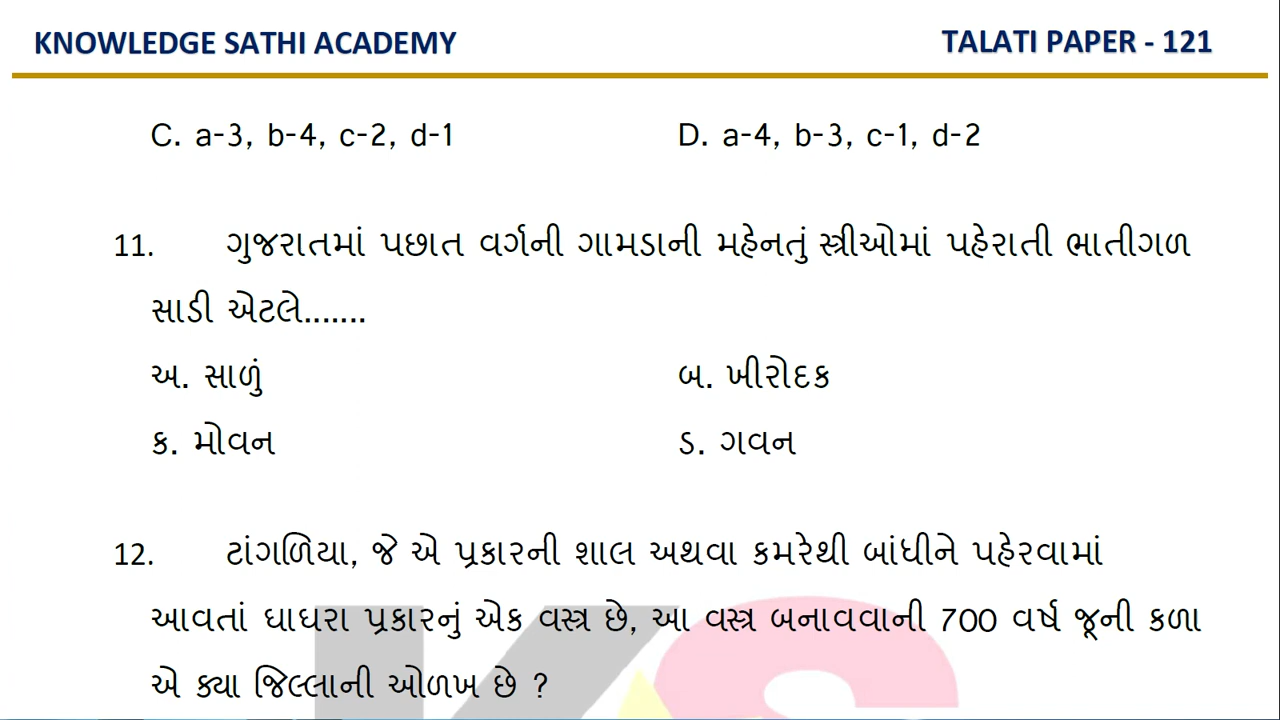 KNOWLEDGE SATHI ACADEMY TALATI PAPER - 121
C. a-3, b-4, c-2, d-1 D. a-4, b-3, c-1, d-2
11. ગુજરાતમાં પછાત વર્ગની ગામડાની મહેનતું સ્ત્રીઓમાં પહેરાતી ભાતીગળ
સાડી એટલે.......
અ. સાળું બ. ખીરોદક
ક. મોવન ડ. ગવન
12. ટાંગળિયા, જે એ પ્રકારની શાલ અથવા કમરેથી બાંધીને પહેરવામાં
આવતાં ઘાઘરા પ્રકારનું એક વસ્ત્ર છે, આ વસ્ત્ર બનાવવાની 700 વર્ષ જૂની કળા
એ ક્યા જિલ્લાની ઓળખ છે ?